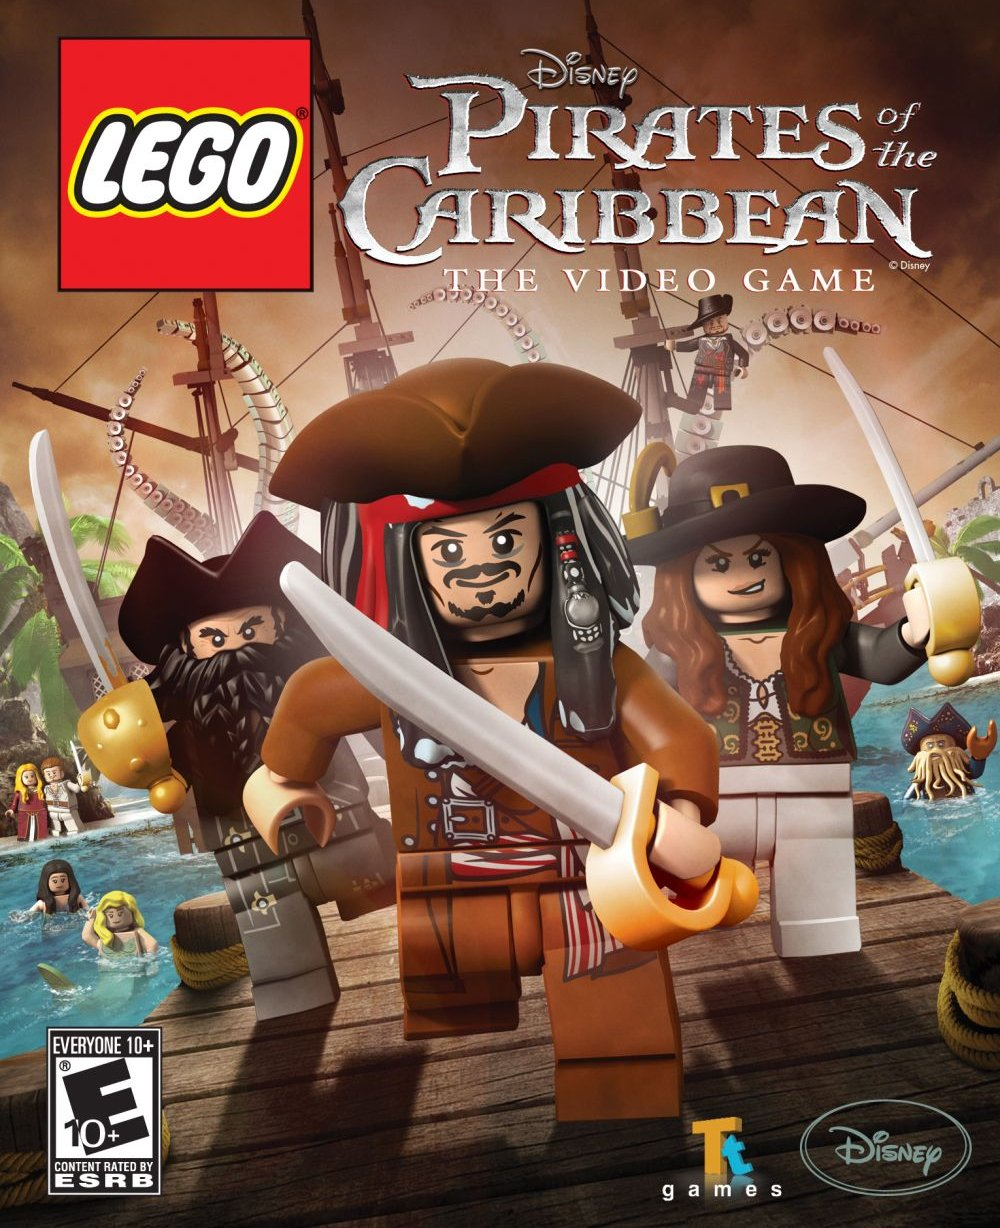 LEGO®
DISNEY
PIRATES of the
CARIBBEAN
© Disney
THE VIDEO GAME
EVERYONE 10+
®
E
10+
CONTENT RATED BY
ESRB
Tt
games
DISNEY